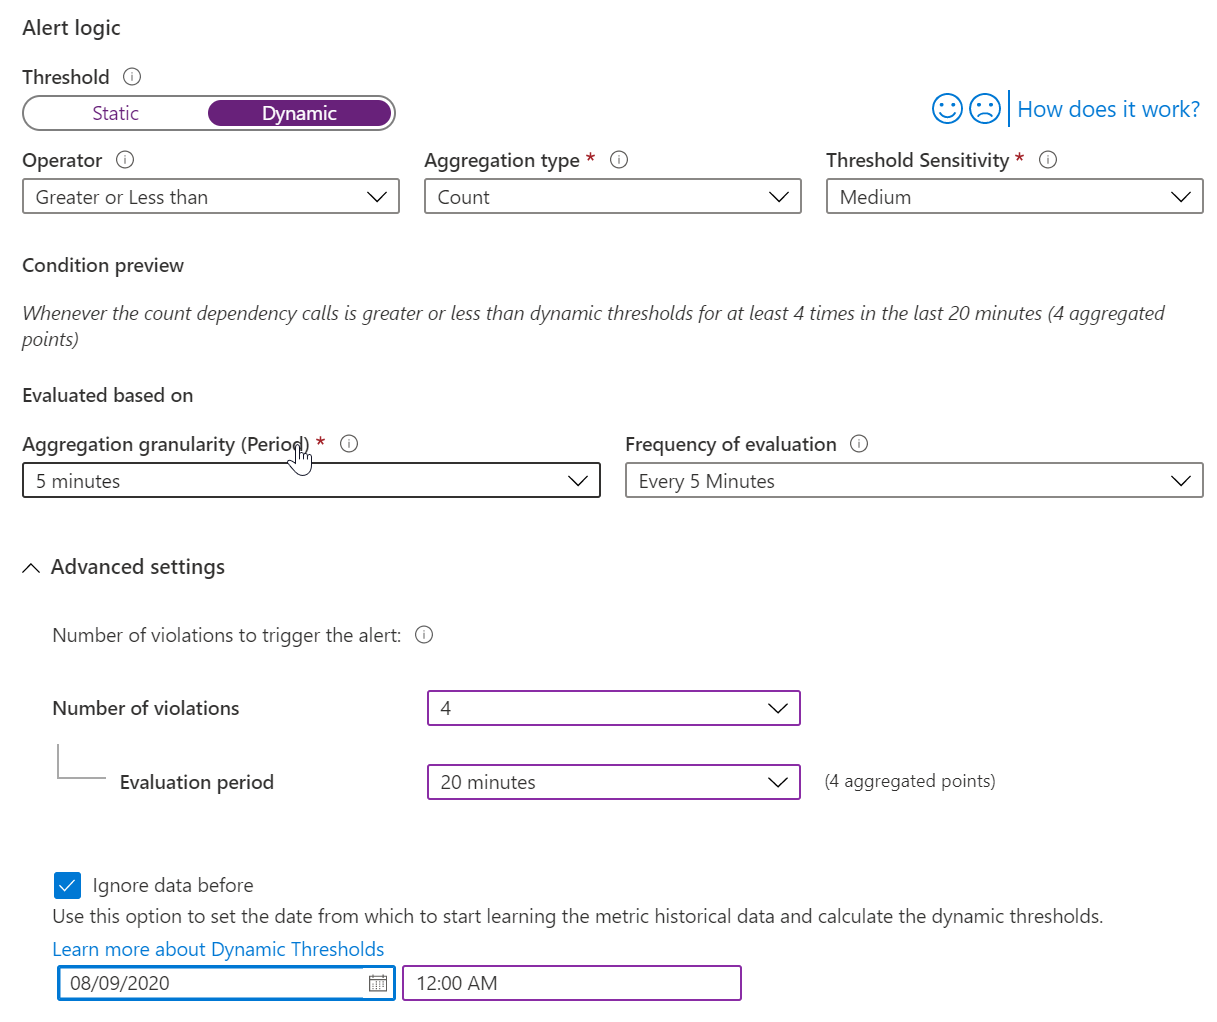 Alert logic
Threshold
Static Dynamic
How does it work?
Operator Aggregation type * Threshold Sensitivity *
Greater or Less than Count Medium
Condition preview
Whenever the count dependency calls is greater or less than dynamic thresholds for at least 4 times in the last 20 minutes (4 aggregated
points)
Evaluated based on
Aggregation granularity (Period) * Frequency of evaluation
5 minutes Every 5 Minutes
Advanced settings
Number of violations to trigger the alert:
Number of violations 4
Evaluation period 20 minutes (4 aggregated points)
Ignore data before
Use this option to set the date from which to start learning the metric historical data and calculate the dynamic thresholds.
Learn more about Dynamic Thresholds
08/09/2020 12:00 AM